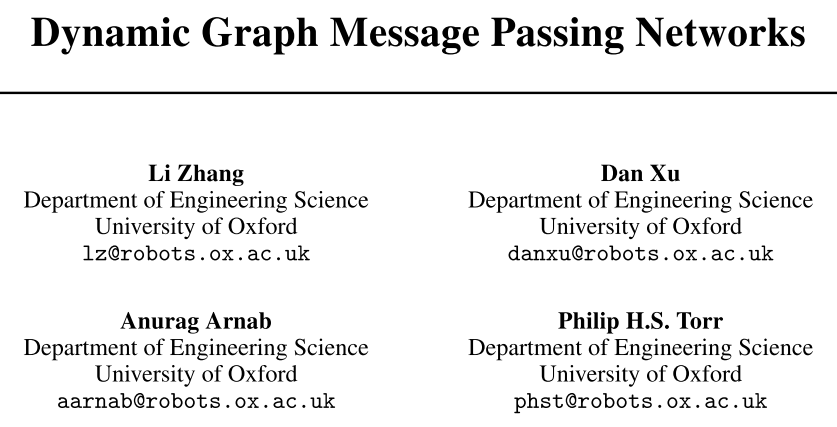 Dynamic Graph Message Passing Networks
Li Zhang
Department of Engineering Science
University of Oxford
lz@robots.ox.ac.uk
Dan Xu
Department of Engineering Science
University of Oxford
danxu@robots.ox.ac.uk
Anurag Arnab
Department of Engineering Science
University of Oxford
aarnab@robots.ox.ac.uk
Philip H.S. Torr
Department of Engineering Science
University of Oxford
phst@robots.ox.ac.uk